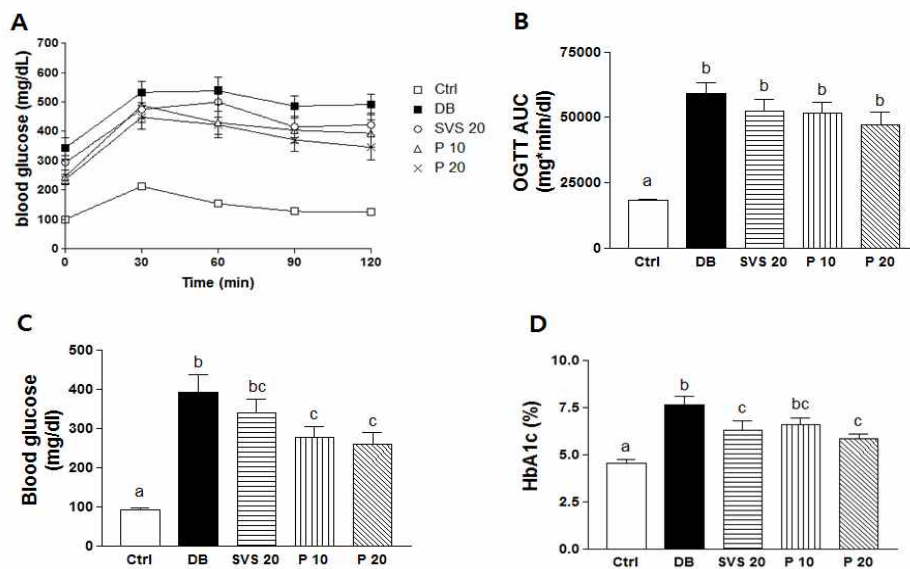 A
blood glucose (mg/dL)
700
600
500
400
300
200
100
0
0 30 60 90 120
Time (min)
Ctrl
DB
SVS 20
P 10
P 20
B
OGTT AUC
(mg*min/dl)
75000
50000
25000
0
a b b b b
Ctrl DB SVS 20 P 10 P 20
C
Blood glucose
(mg/dl)
500
400
300
200
100
0
a b bc c c
Ctrl DB SVS 20 P 10 P 20
D
HbA1c (%)
10.0
7.5
5.0
2.5
0.0
a b c bc c
Ctrl DB SVS 20 P 10 P 20